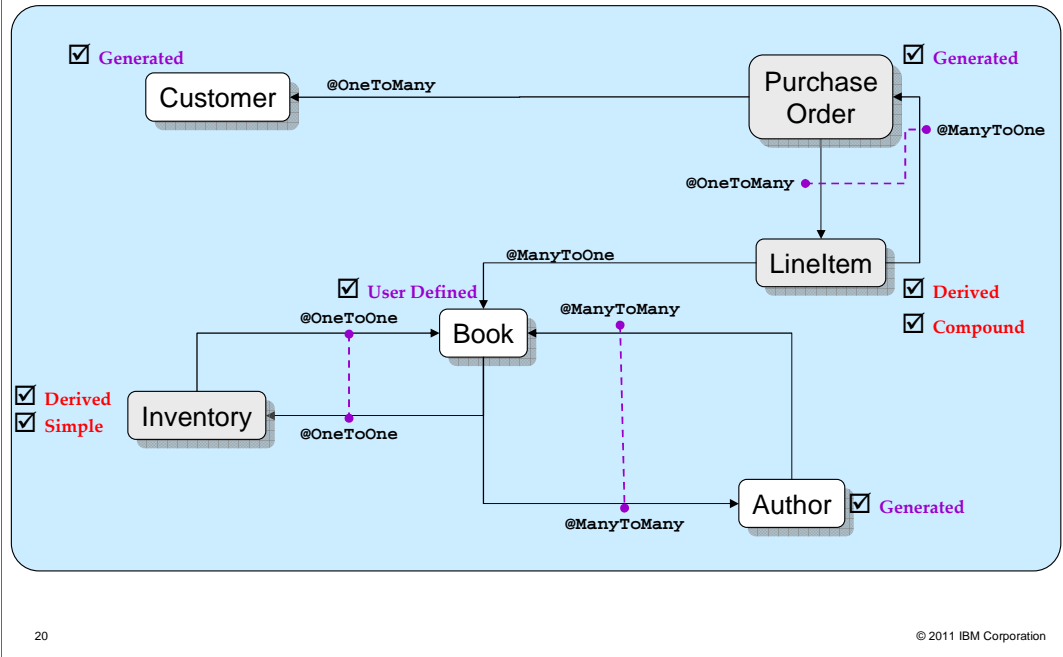 Generated
Generated
Customer
@OneToMany
Purchase
Order
@ManyToOne
@OneToMany
@ManyToOne
LineItem
User Defined
Derived
@OneToOne
@ManyToMany
Compound
Book
Derived
Simple
Inventory
@OneToOne
Author
Generated
@ManyToMany
20
© 2011 IBM Corporation